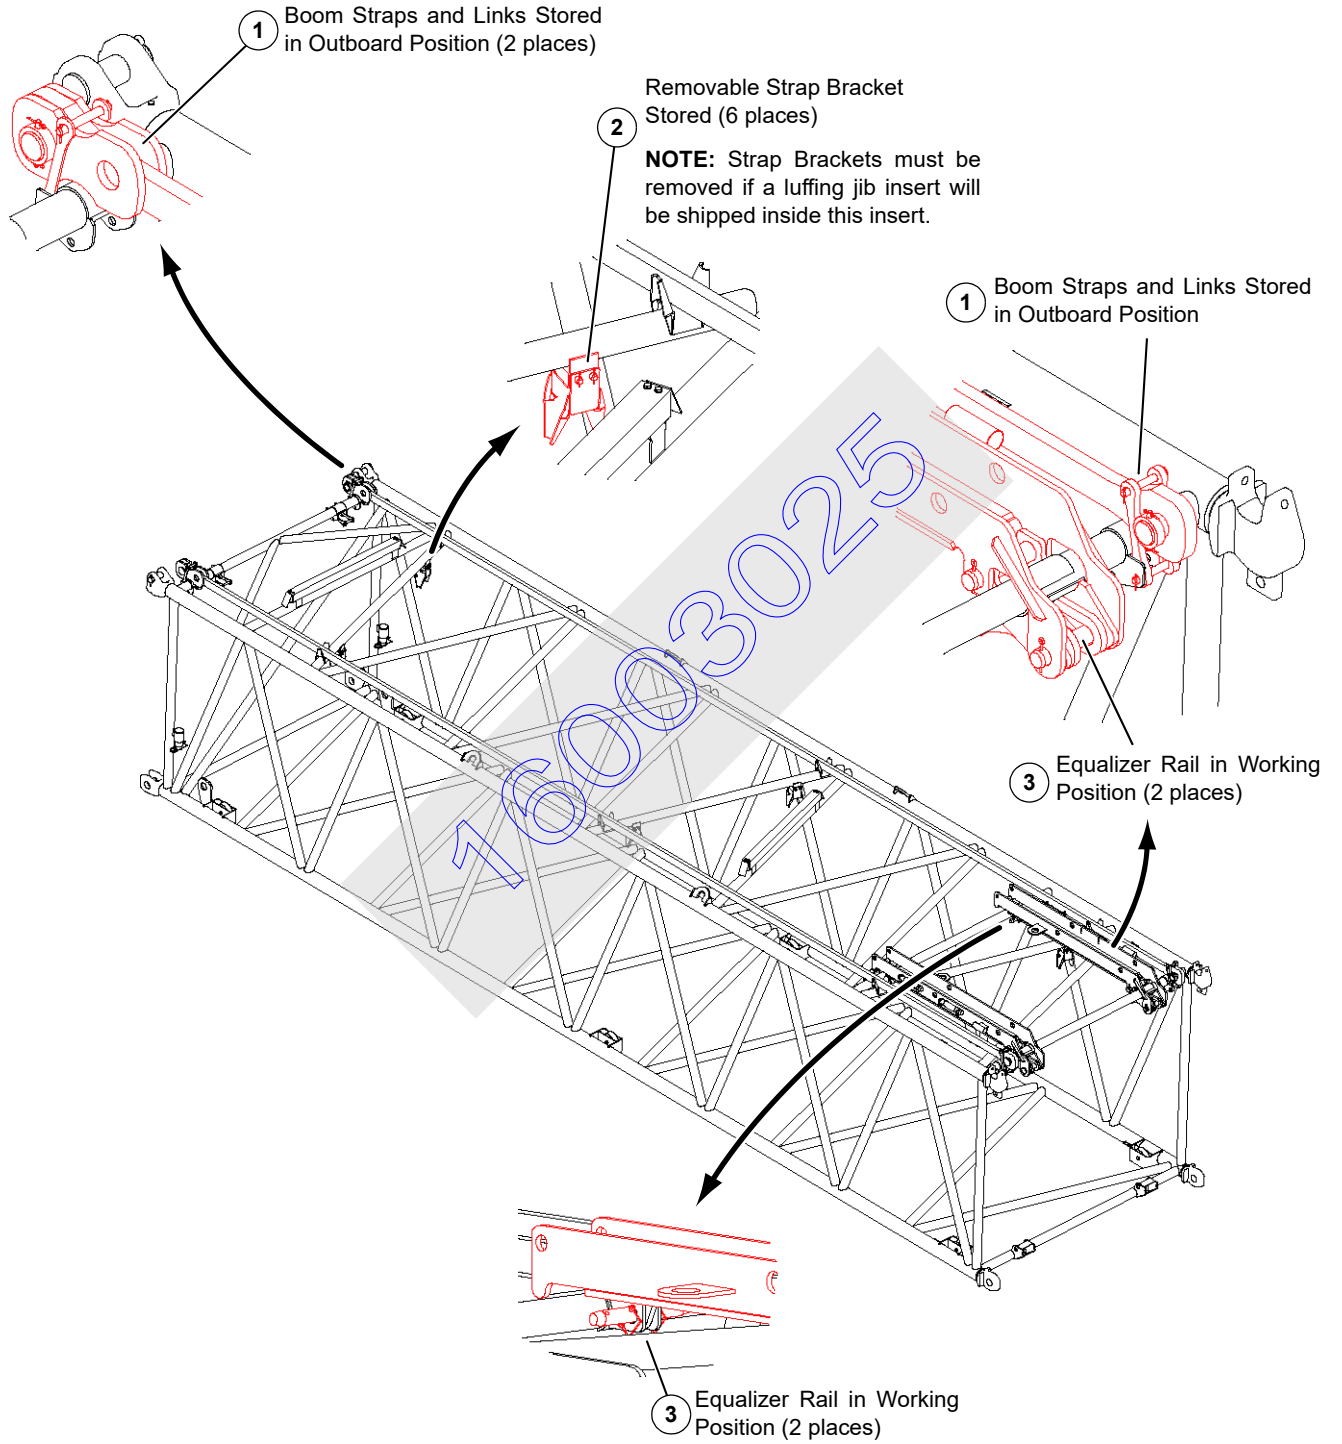 1
Boom Straps and Links Stored
in Outboard Position (2 places)
2
Removable Strap Bracket
Stored (6 places)
NOTE: Strap Brackets must be
removed if a luffing jib insert will
be shipped inside this insert.
1
Boom Straps and Links Stored
in Outboard Position
16003025
3
Equalizer Rail in Working
Position (2 places)
3
Equalizer Rail in Working
Position (2 places)